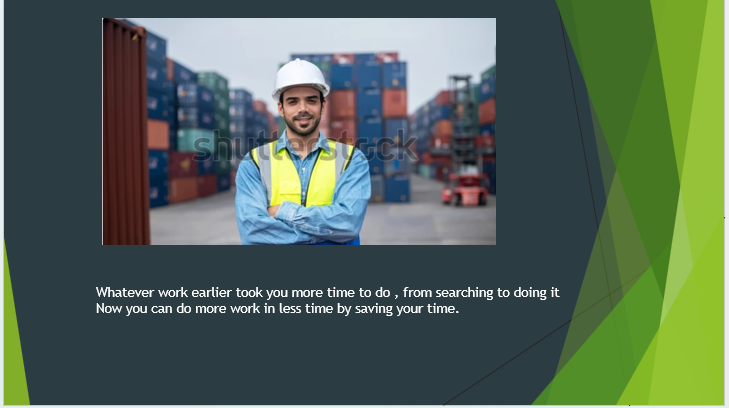 shutterstock
Whatever work earlier took you more time to do , from searching to doing it
Now you can do more work in less time by saving your time.